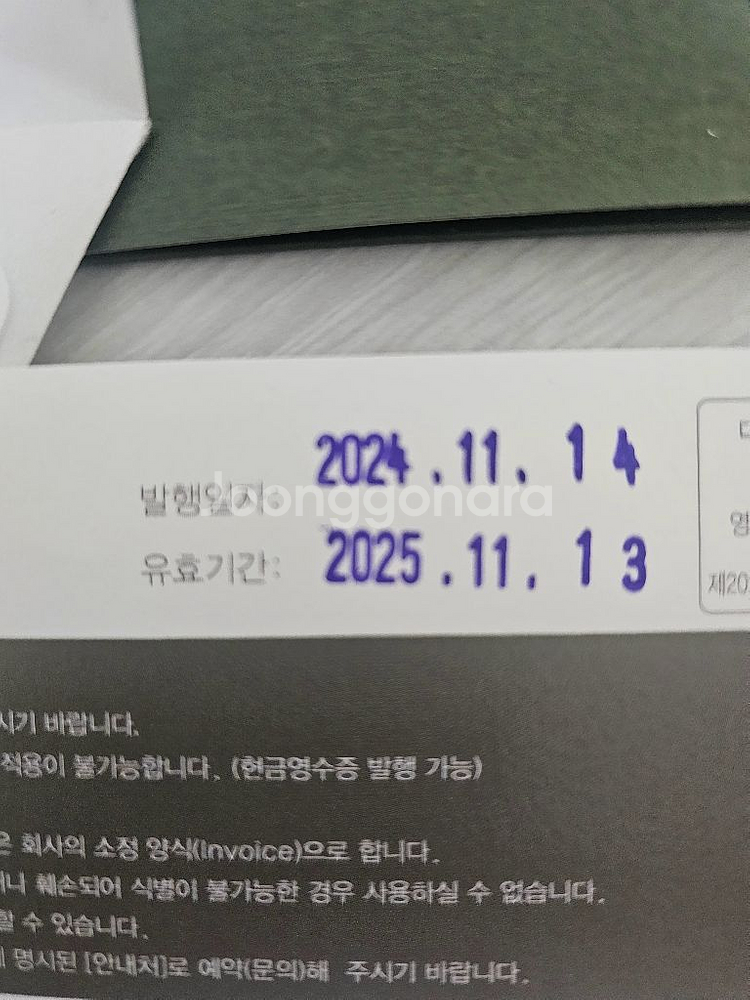 발행일자: 2024.11.14
joonggonara
유효기간: 2025.11.13
제20
시기 바랍니다.
적용이 불가능합니다. (현금영수증 발행 가능)
은 회사의 소정 양식(Invoice)으로 합니다.
훼손되어 식별이 불가능한 경우 사용하실 수 없습니다.
할 수 있습니다.
명시된 [안내처]로 예약(문의)해 주시기 바랍니다.